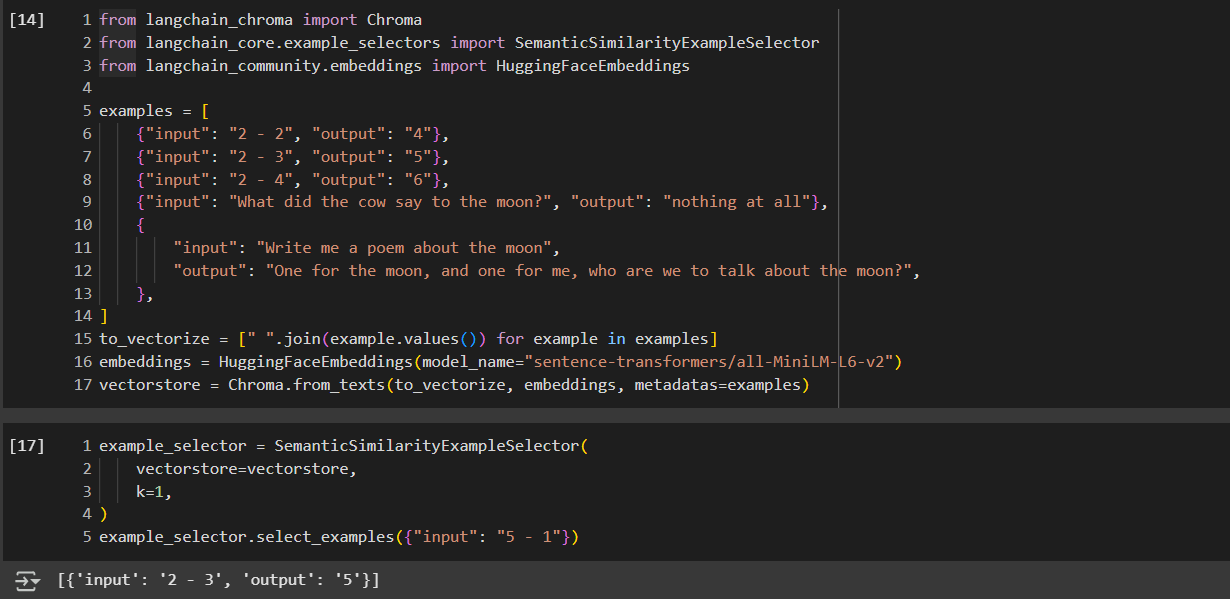 [14] 1 from langchain_chroma import Chroma
2 from langchain_core.example_selectors import SemanticSimilarityExampleSelector
3 from langchain_community.embeddings import HuggingFaceEmbeddings
4
5 examples = [
6     {"input": "2 - 2", "output": "4"},
7     {"input": "2 - 3", "output": "5"},
8     {"input": "2 - 4", "output": "6"},
9     {"input": "What did the cow say to the moon?", "output": "nothing at all"},
10     {
11         "input": "Write me a poem about the moon",
12         "output": "One for the moon, and one for me, who are we to talk about the moon?",
13     },
14 ]
15 to_vectorize = [" ".join(example.values()) for example in examples]
16 embeddings = HuggingFaceEmbeddings(model_name="sentence-transformers/all-MiniLM-L6-v2")
17 vectorstore = Chroma.from_texts(to_vectorize, embeddings, metadatas=examples)
[17] 1 example_selector = SemanticSimilarityExampleSelector(
2     vectorstore=vectorstore,
3     k=1,
4 )
5 example_selector.select_examples({"input": "5 - 1"})
[{'input': '2 - 3', 'output': '5'}]